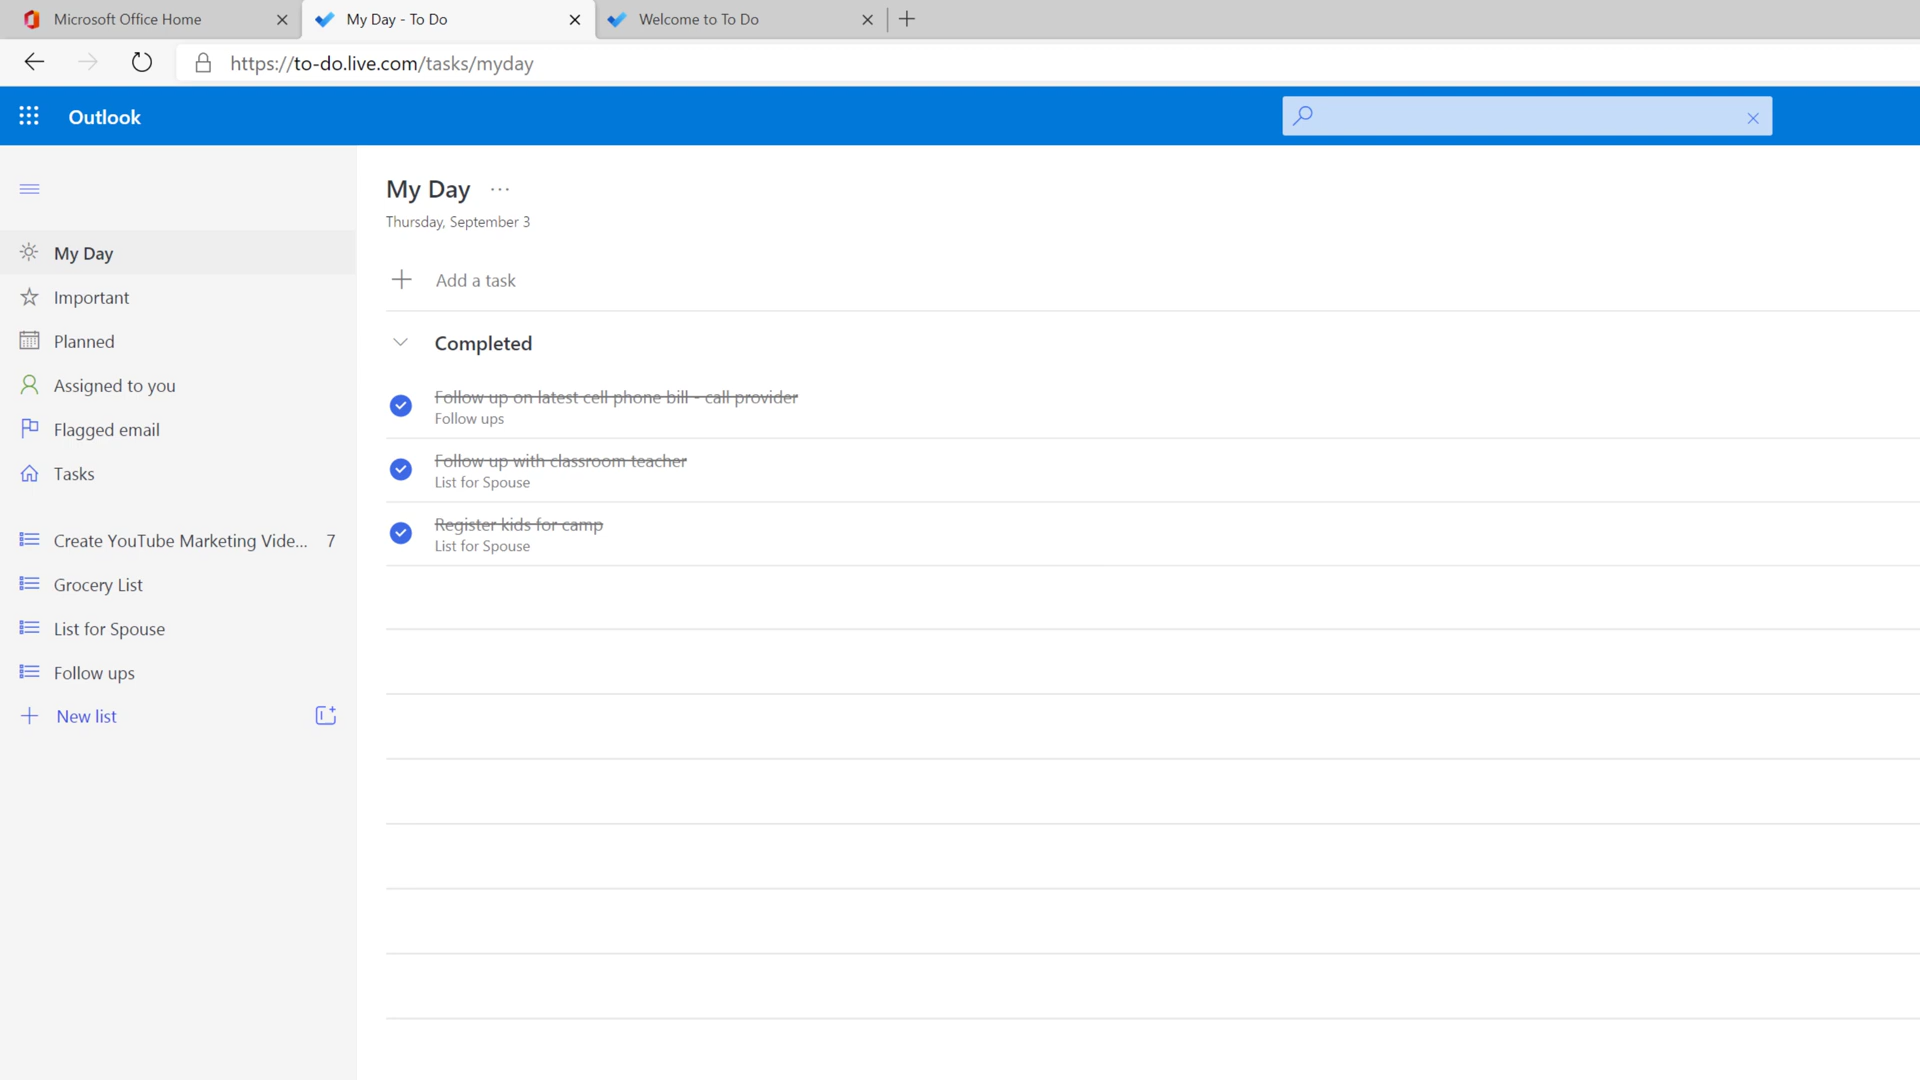 Microsoft Office Home
My Day - To Do
Welcome to To Do
https://to-do.live.com/tasks/myday
Outlook
My Day
Thursday, September 3
My Day
Important
Planned
Assigned to you
Flagged email
Tasks
Create YouTube Marketing Vide... 7
Grocery List
List for Spouse
Follow ups
New list
Add a task
Completed
Follow up on latest cell phone bill - call provider
Follow ups
Follow up with classroom teacher
List for Spouse
Register kids for camp
List for Spouse